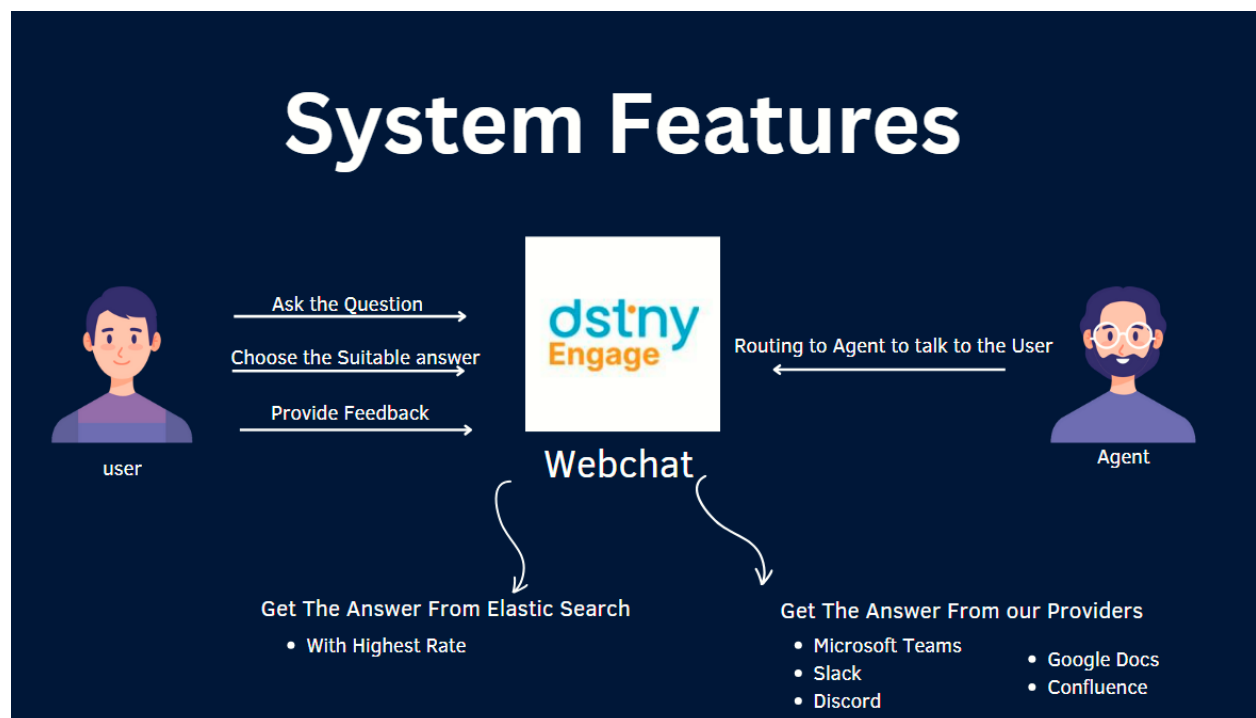 System Features
Ask the Question
Choose the Suitable answer
Provide Feedback
user
dstny
Engage
Webchat
Routing to Agent to talk to the User
Agent
Get The Answer From Elastic Search
• With Highest Rate
Get The Answer From our Providers
• Microsoft Teams
• Slack
• Discord
• Google Docs
• Confluence